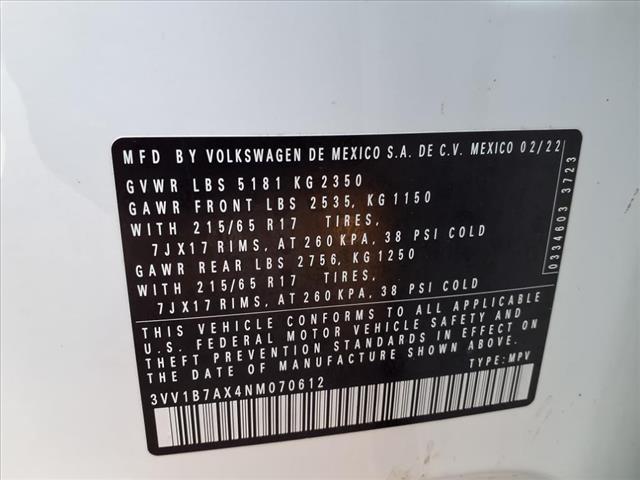 MFD BY VOLKSWAGEN DE MEXICO S.A. DE C.V. MEXICO 02/22
GVWR LBS 5181 KG 2350
GAWR FRONT LBS 2535, KG 1150
WITH 215/65 R17 TIRES,
7JX17 RIMS, AT 260 KPA, 38 PSI COLD
GAWR REAR LBS 2756, KG 1250
WITH 215/65 R17 TIRES,
7JX17 RIMS, AT 260 KPA, 38 PSI COLD
THIS VEHICLE CONFORMS TO ALL APPLICABLE
U.S. FEDERAL MOTOR VEHICLE SAFETY AND
THEFT PREVENTION STANDARDS IN EFFECT ON
THE DATE OF MANUFACTURE SHOWN ABOVE.
TYPE: MPV
3VV1B7AX4NM070612
0334603 3723